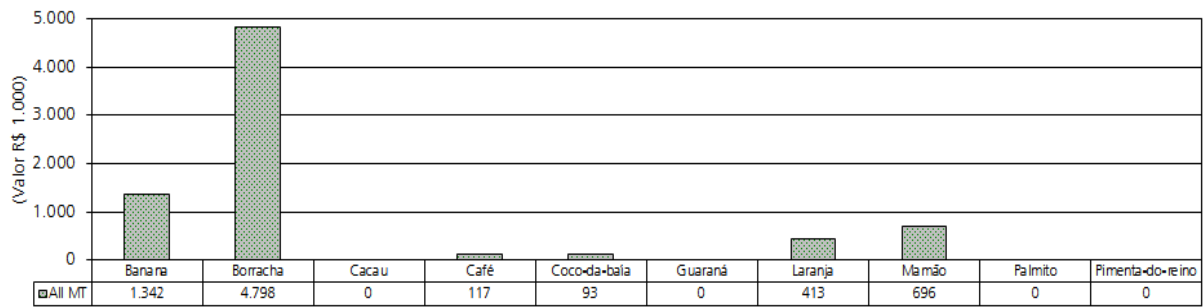 (Valor R$ 1.000)
5.000
4.000
3.000
2.000
1.000
0
Banana Borracha Cacau Café Coco-da-baía Guaraná Laranja Mamão Palmito Pimenta-do-reino
All MT 1.342 4.798 0 117 93 0 413 696 0 0